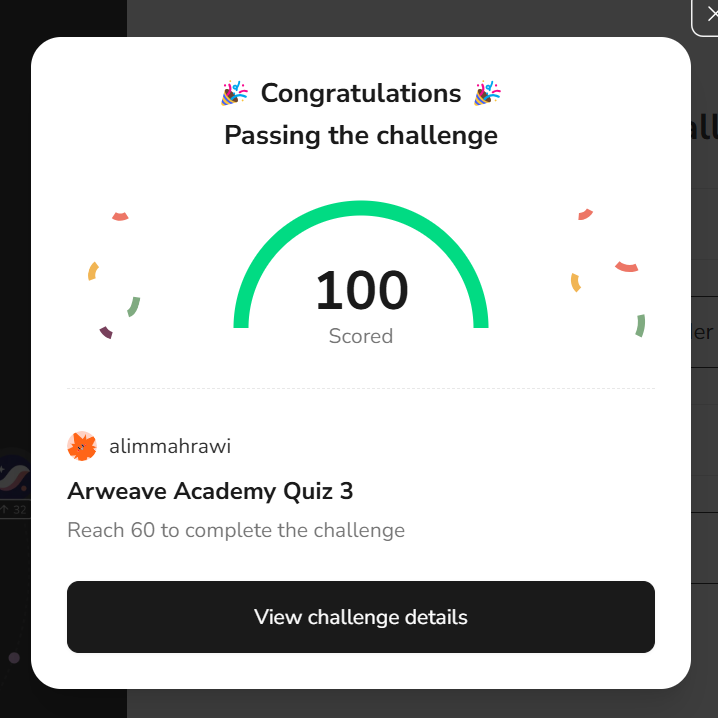 🎉 Congratulations 🎉
Passing the challenge
100
Scored
alimmahrawi
Arweave Academy Quiz 3
Reach 60 to complete the challenge
View challenge details
32